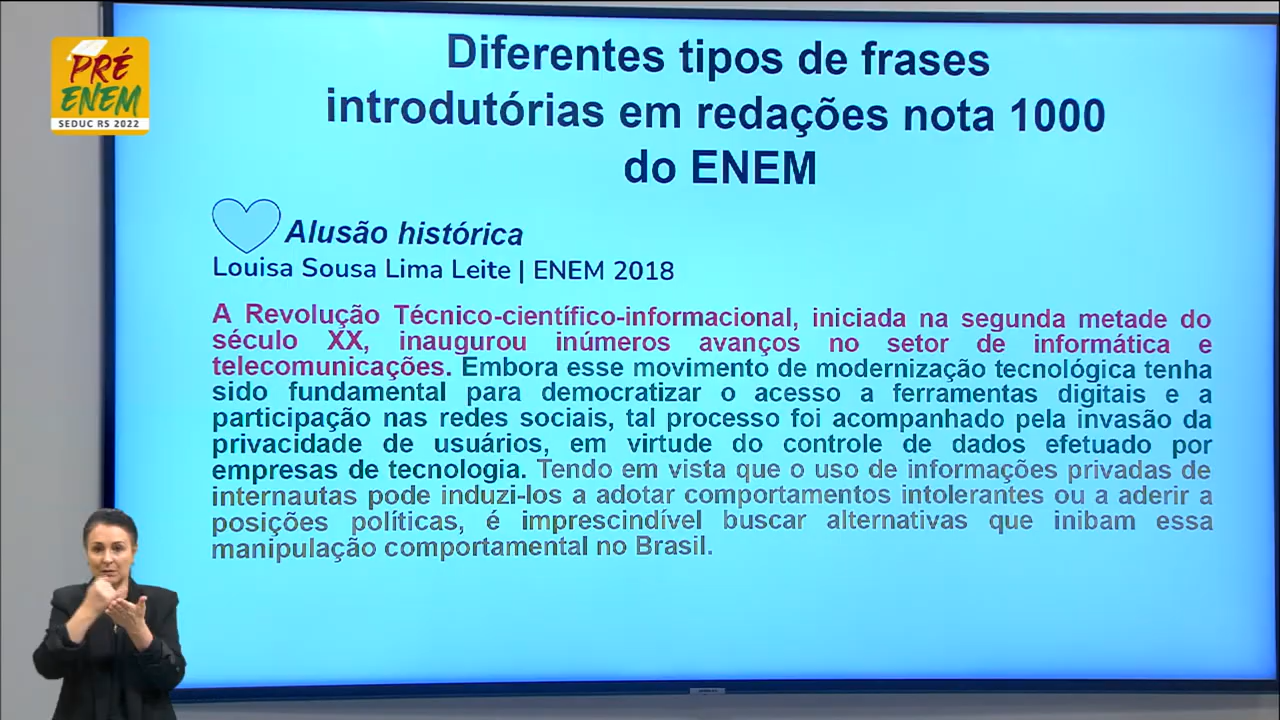 PRÉ
ENEM
SEDUC RS 2022
Diferentes tipos de frases
introdutórias em redações nota 1000
do ENEM
Alusão histórica
Louisa Sousa Lima Leite | ENEM 2018
A Revolução Técnico-científico-informacional, iniciada na segunda metade do
século XX, inaugurou inúmeros avanços no setor de informática e
telecomunicações. Embora esse movimento de modernização tecnológica tenha
sido fundamental para democratizar o acesso a ferramentas digitais e a
participação nas redes sociais, tal processo foi acompanhado pela invasão da
privacidade de usuários, em virtude do controle de dados efetuado por
empresas de tecnologia. Tendo em vista que o uso de informações privadas de
internautas pode induzi-los a adotar comportamentos intolerantes ou a aderir a
posições políticas, é imprescindível buscar alternativas que inibam essa
manipulação comportamental no Brasil.